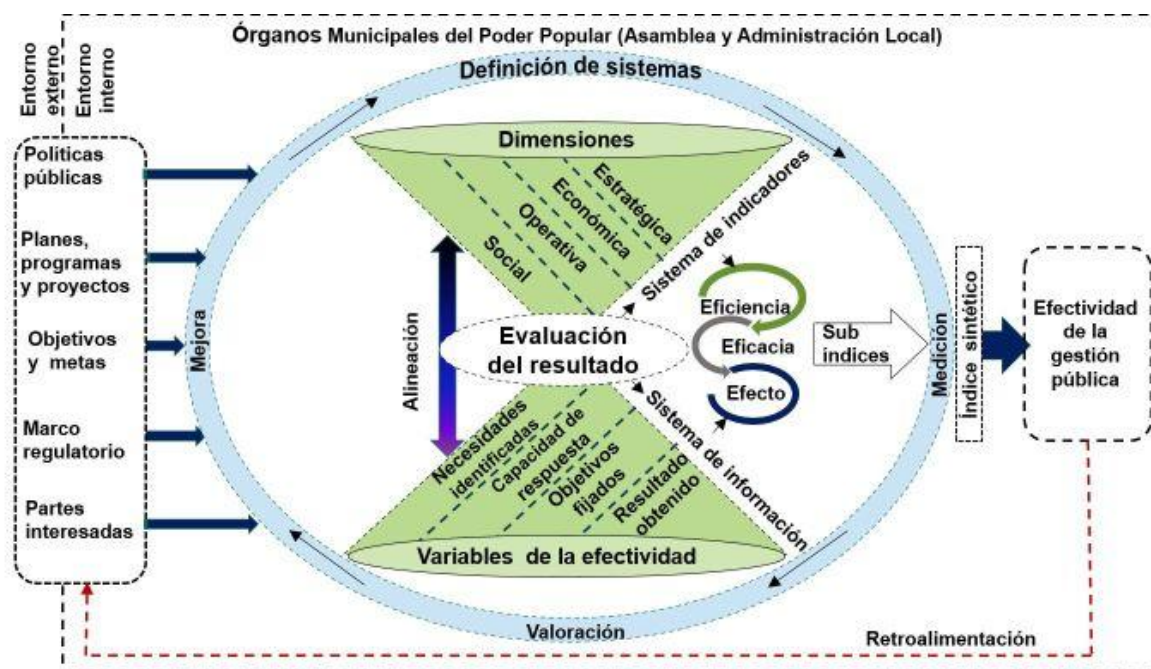 Órganos Municipales del Poder Popular (Asamblea y Administración Local)
Entorno
externo
Entorno
interno
Definición de sistemas
Políticas
públicas
Planes,
programas
y proyectos
Objetivos
y metas
Marco
regulatorio
Partes
interesadas
Mejora
Dimensiones
Social
Operativa
Económica
Estratégica
Sistema de indicadores
Alineación
Evaluación
del resultado
Eficiencia
Eficacia
Efecto
Sub
indices
Medición
Índice sintético
Efectividad
de la
gestión
pública
Necesidades
identificadas
Capacidad de
respuesta
Objetivos
fijados
Resultado
obtenido
Sistema de información
Variables de la efectividad
Valoración
Retroalimentación